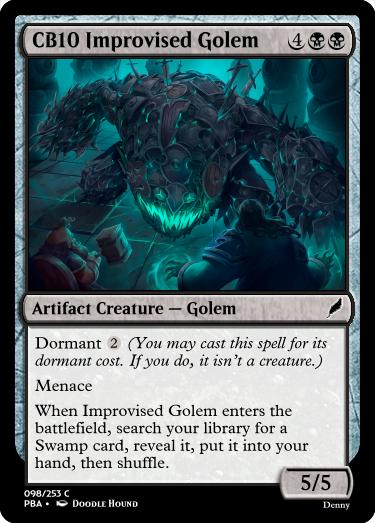 CB10 Improvised Golem 4
Artifact Creature — Golem
Dormant 2 (You may cast this spell for its
dormant cost. If you do, it isn't a creature.)
Menace
When Improvised Golem enters the
battlefield, search your library for a
Swamp card, reveal it, put it into your
hand, then shuffle.
5/5
098/253 C
PBA • Doodle Hound
Denny